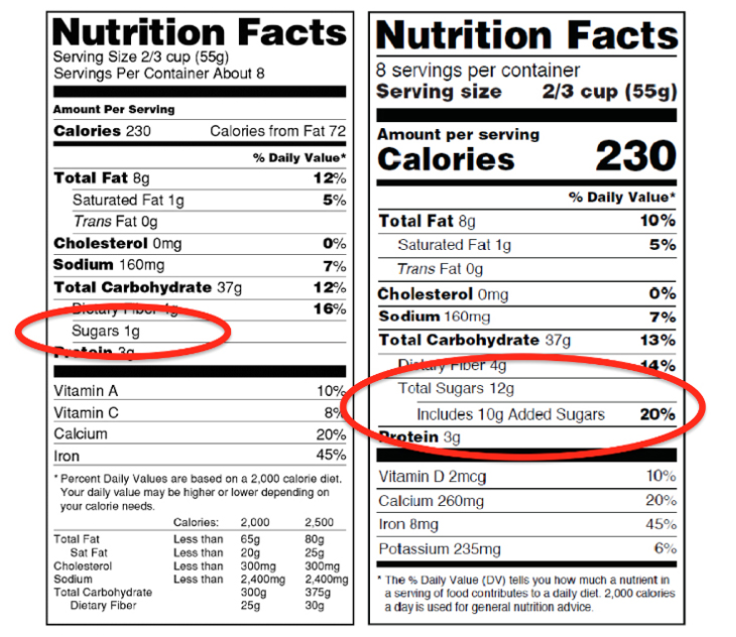 Nutrition Facts
Serving Size 2/3 cup (55g)
Servings Per Container About 8
Amount Per Serving
Calories 230 Calories from Fat 72
% Daily Value*
Total Fat 8g 12%
Saturated Fat 1g 5%
Trans Fat 0g
Cholesterol 0mg 0%
Sodium 160mg 7%
Total Carbohydrate 37g 12%
Dietary Fiber 4g 16%
Sugars 1g
Protein 3g
Vitamin A 10%
Vitamin C 8%
Calcium 20%
Iron 45%
* Percent Daily Values are based on a 2,000 calorie diet.
Your daily value may be higher or lower depending on
your calorie needs.
Calories: 2,000 2,500
Total Fat Less than 65g 80g
Sat Fat Less than 20g 25g
Cholesterol Less than 300mg 300mg
Sodium Less than 2,400mg 2,400mg
Total Carbohydrate 300g 375g
Dietary Fiber 25g 30g
Nutrition Facts
8 servings per container
Serving size 2/3 cup (55g)
Amount per serving
Calories 230
% Daily Value*
Total Fat 8g 10%
Saturated Fat 1g 5%
Trans Fat 0g
Cholesterol 0mg 0%
Sodium 160mg 7%
Total Carbohydrate 37g 13%
Dietary Fiber 4g 14%
Total Sugars 12g
Includes 10g Added Sugars 20%
Protein 3g
Vitamin D 2mcg 10%
Calcium 260mg 20%
Iron 8mg 45%
Potassium 235mg 6%
* The % Daily Value (DV) tells you how much a nutrient in
a serving of food contributes to a daily diet. 2,000 calories
a day is used for general nutrition advice.